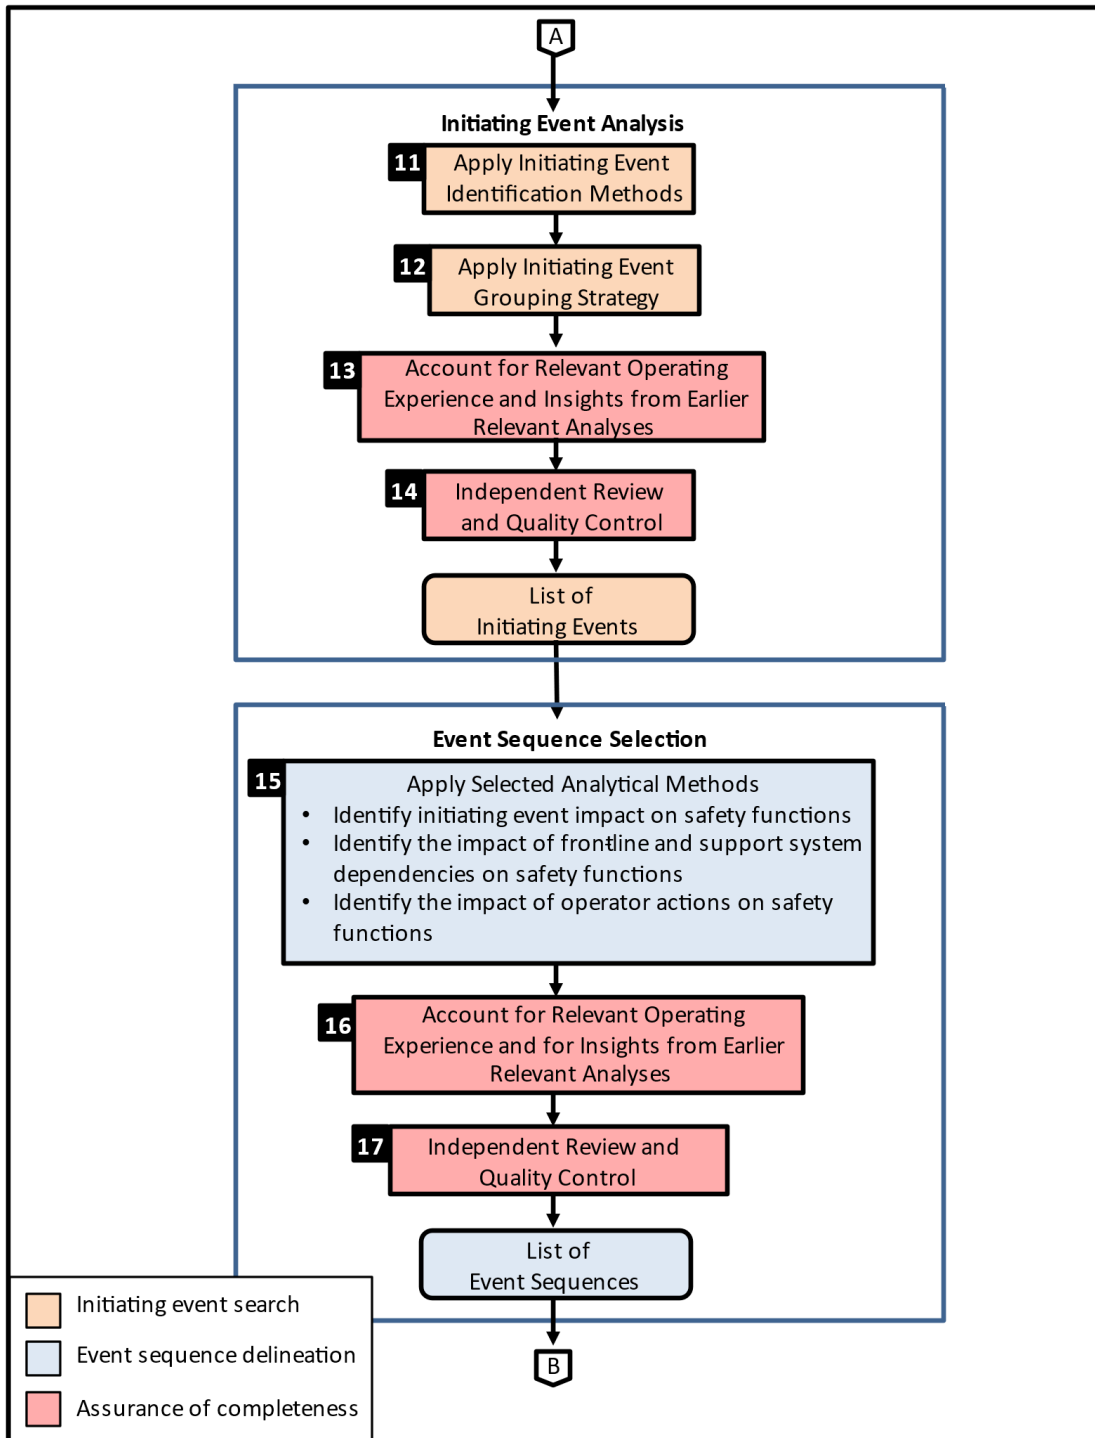 A
Initiating Event Analysis
11
Apply Initiating Event
Identification Methods
12
Apply Initiating Event
Grouping Strategy
13
Account for Relevant Operating
Experience and Insights from Earlier
Relevant Analyses
14
Independent Review
and Quality Control
List of
Initiating Events
Event Sequence Selection
15
Apply Selected Analytical Methods
• Identify initiating event impact on safety functions
• Identify the impact of frontline and support system
dependencies on safety functions
• Identify the impact of operator actions on safety
functions
16
Account for Relevant Operating
Experience and for Insights from Earlier
Relevant Analyses
17
Independent Review and
Quality Control
List of
Event Sequences
B
Initiating event search
Event sequence delineation
Assurance of completeness